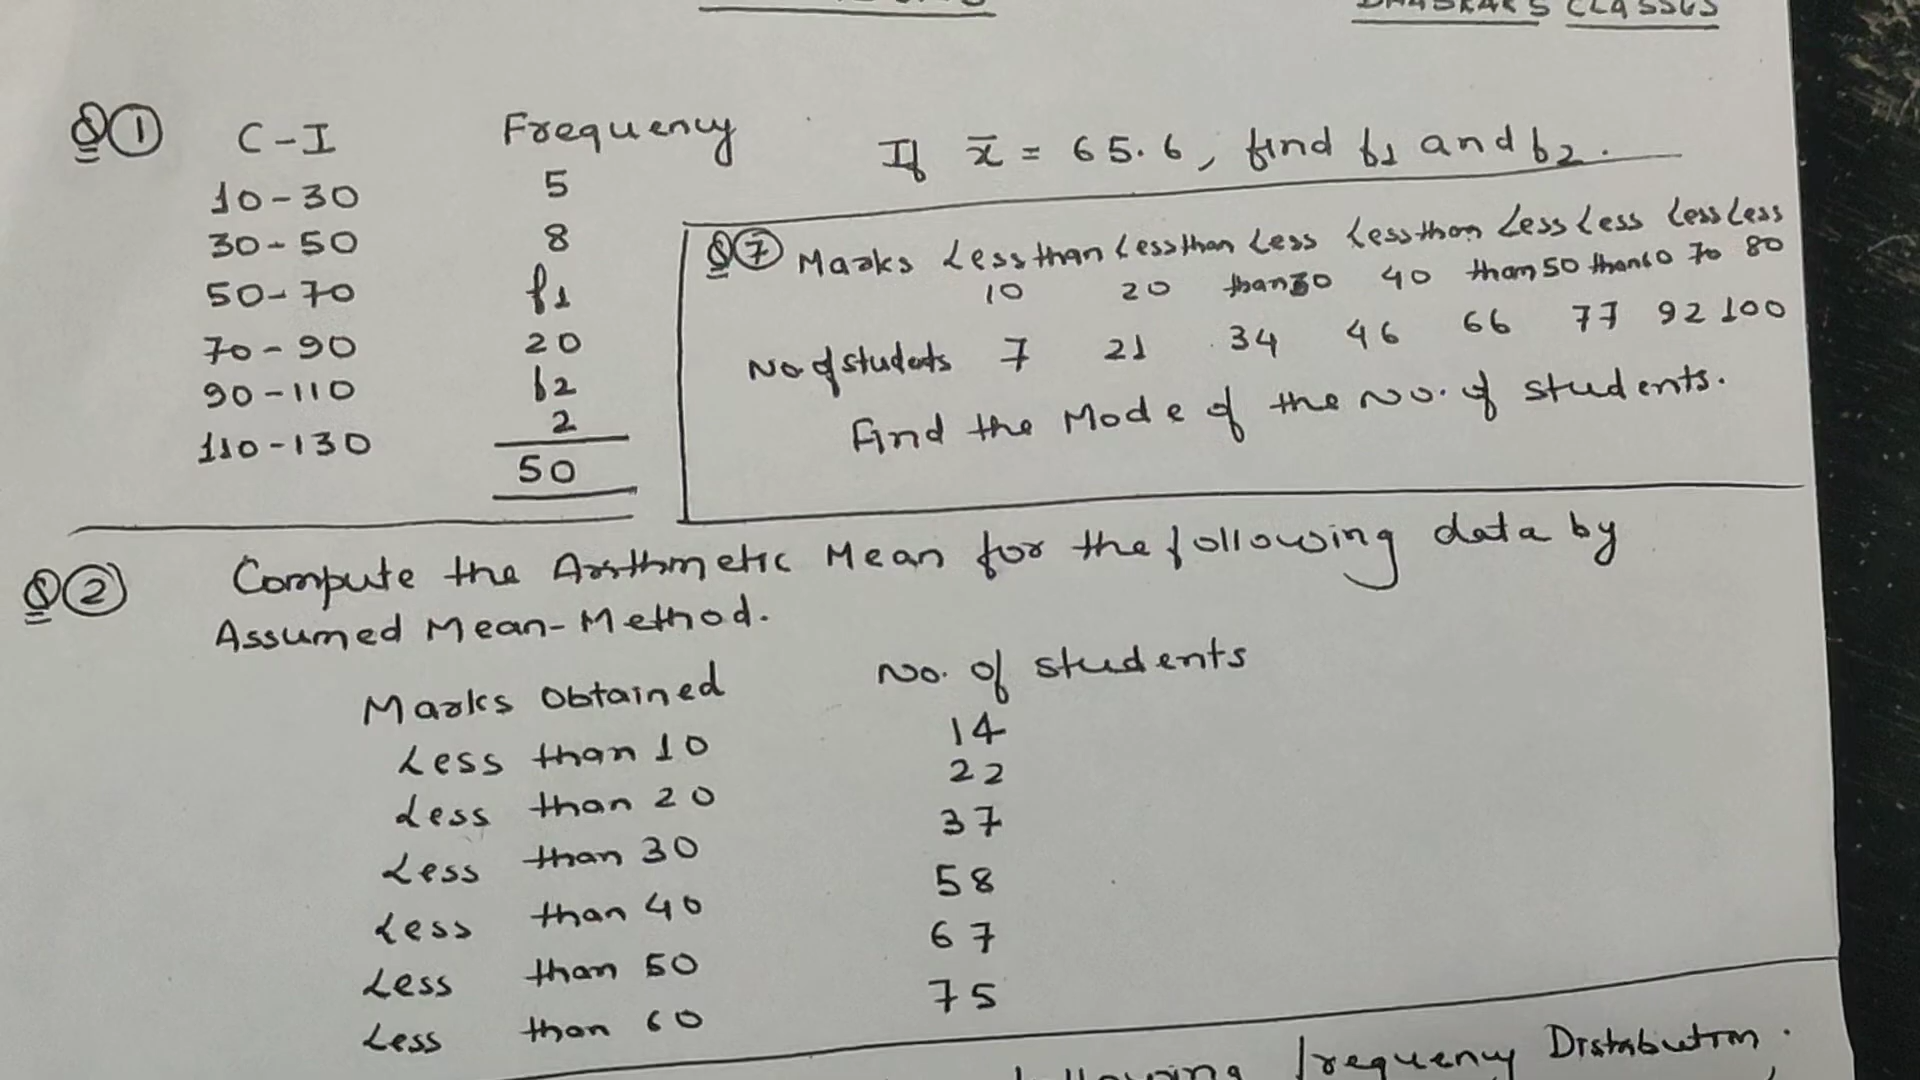 CLASSES
Q① C-I Frequency If x̄ = 65.6, find f1 and f2.
10-30 5
30-50 8
50-70 f1
70-90 20
90-110 f2
110-130 2
50
Q⑦ Marks Less than Less than Less Less than Less Less Less Less
10 20 than 30 40 than 50 than 60 70 80
No of students 7 21 34 46 66 77 92 100
Find the Mode of the No. of students.
Q② Compute the Arithmetic Mean for the following data by
Assumed Mean-Method.
Marks Obtained No. of students
Less than 10 14
Less than 20 22
Less than 30 37
Less than 40 58
Less than 50 67
Less than 60 75
following frequency Distribution.